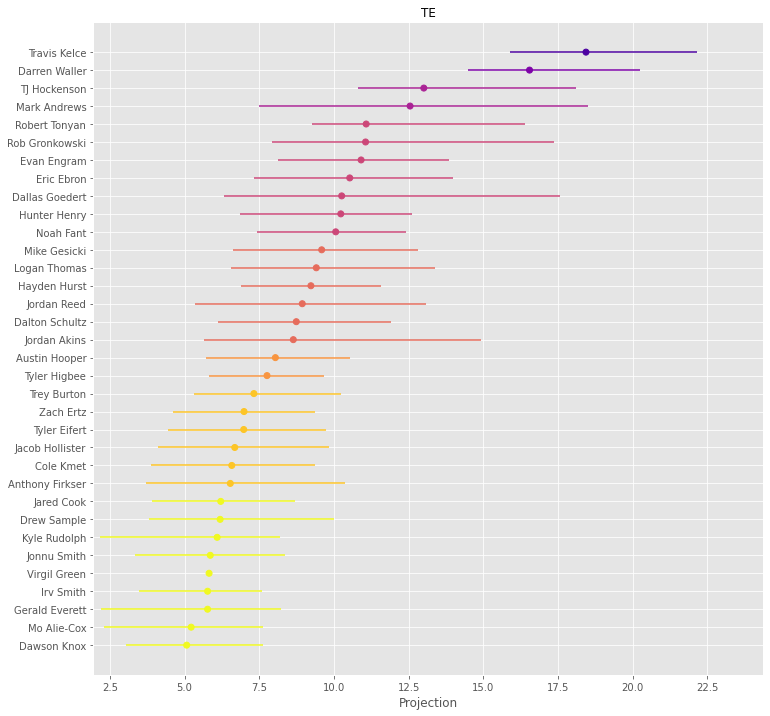 TE
Travis Kelce
Darren Waller
TJ Hockenson
Mark Andrews
Robert Tonyan
Rob Gronkowski
Evan Engram
Eric Ebron
Dallas Goedert
Hunter Henry
Noah Fant
Mike Gesicki
Logan Thomas
Hayden Hurst
Jordan Reed
Dalton Schultz
Jordan Akins
Austin Hooper
Tyler Higbee
Trey Burton
Zach Ertz
Tyler Eifert
Jacob Hollister
Cole Kmet
Anthony Firkser
Jared Cook
Drew Sample
Kyle Rudolph
Jonnu Smith
Virgil Green
Irv Smith
Gerald Everett
Mo Alie-Cox
Dawson Knox
2.5 5.0 7.5 10.0 12.5 15.0 17.5 20.0 22.5
Projection